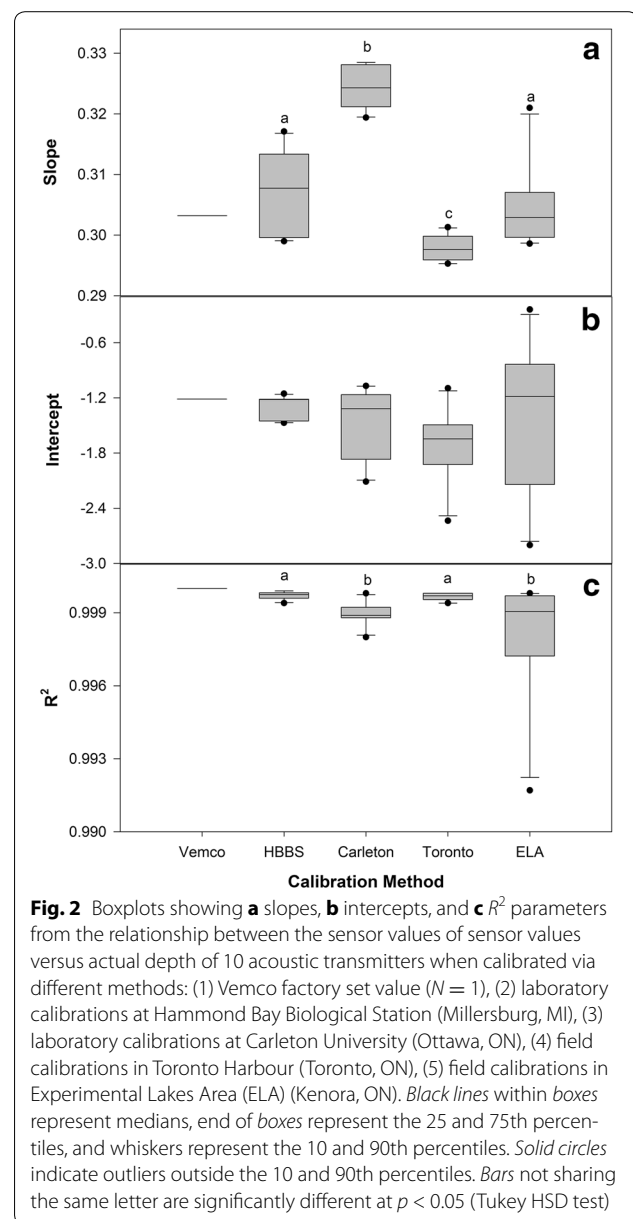 a
0.33
0.32
0.31
0.30
0.29
Slope
a
b
c
a
b
-0.6
-1.2
-1.8
-2.4
-3.0
Intercept
c
0.999
0.996
0.993
0.990
R²
a
b
a
b
Vemco HBBS Carleton Toronto ELA
Calibration Method
Fig. 2 Boxplots showing a slopes, b intercepts, and c R² parameters
from the relationship between the sensor values of sensor values
versus actual depth of 10 acoustic transmitters when calibrated via
different methods: (1) Vemco factory set value (N = 1), (2) laboratory
calibrations at Hammond Bay Biological Station (Millersburg, MI), (3)
laboratory calibrations at Carleton University (Ottawa, ON), (4) field
calibrations in Toronto Harbour (Toronto, ON), (5) field calibrations in
Experimental Lakes Area (ELA) (Kenora, ON). Black lines within boxes
represent medians, end of boxes represent the 25 and 75th percen-
tiles, and whiskers represent the 10 and 90th percentiles. Solid circles
indicate outliers outside the 10 and 90th percentiles. Bars not sharing
the same letter are significantly different at p < 0.05 (Tukey HSD test)